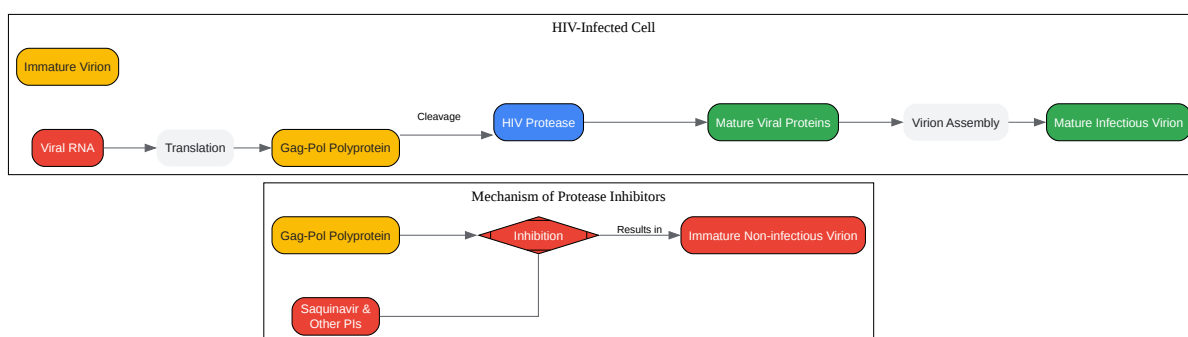 HIV-Infected Cell
Immature Virion
Cleavage
HIV Protease
Mature Viral Proteins
Virion Assembly
Mature Infectious Virion
Viral RNA
Translation
Gag-Pol Polyprotein
Mechanism of Protease Inhibitors
Gag-Pol Polyprotein
Inhibition
Results in
Immature Non-infectious Virion
Saquinavir &
Other PIs